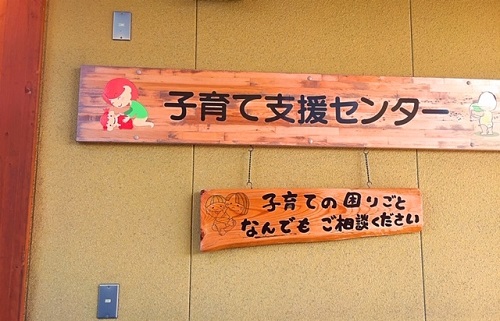 子育て支援センター
子育ての困りごと
なんでも ご相談ください